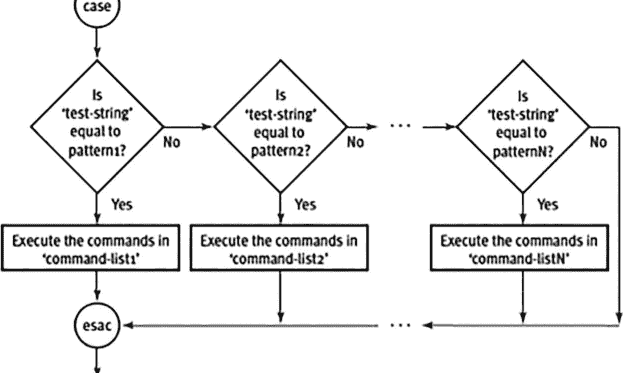 case
Is
'test-string'
equal to
pattern1?
No
Is
'test-string'
equal to
pattern2?
No
...
Is
'test-string'
equal to
patternN?
No
Yes
Yes
Yes
Execute the commands in
'command-list1'
Execute the commands in
'command-list2'
Execute the commands in
'command-listN'
esac
...